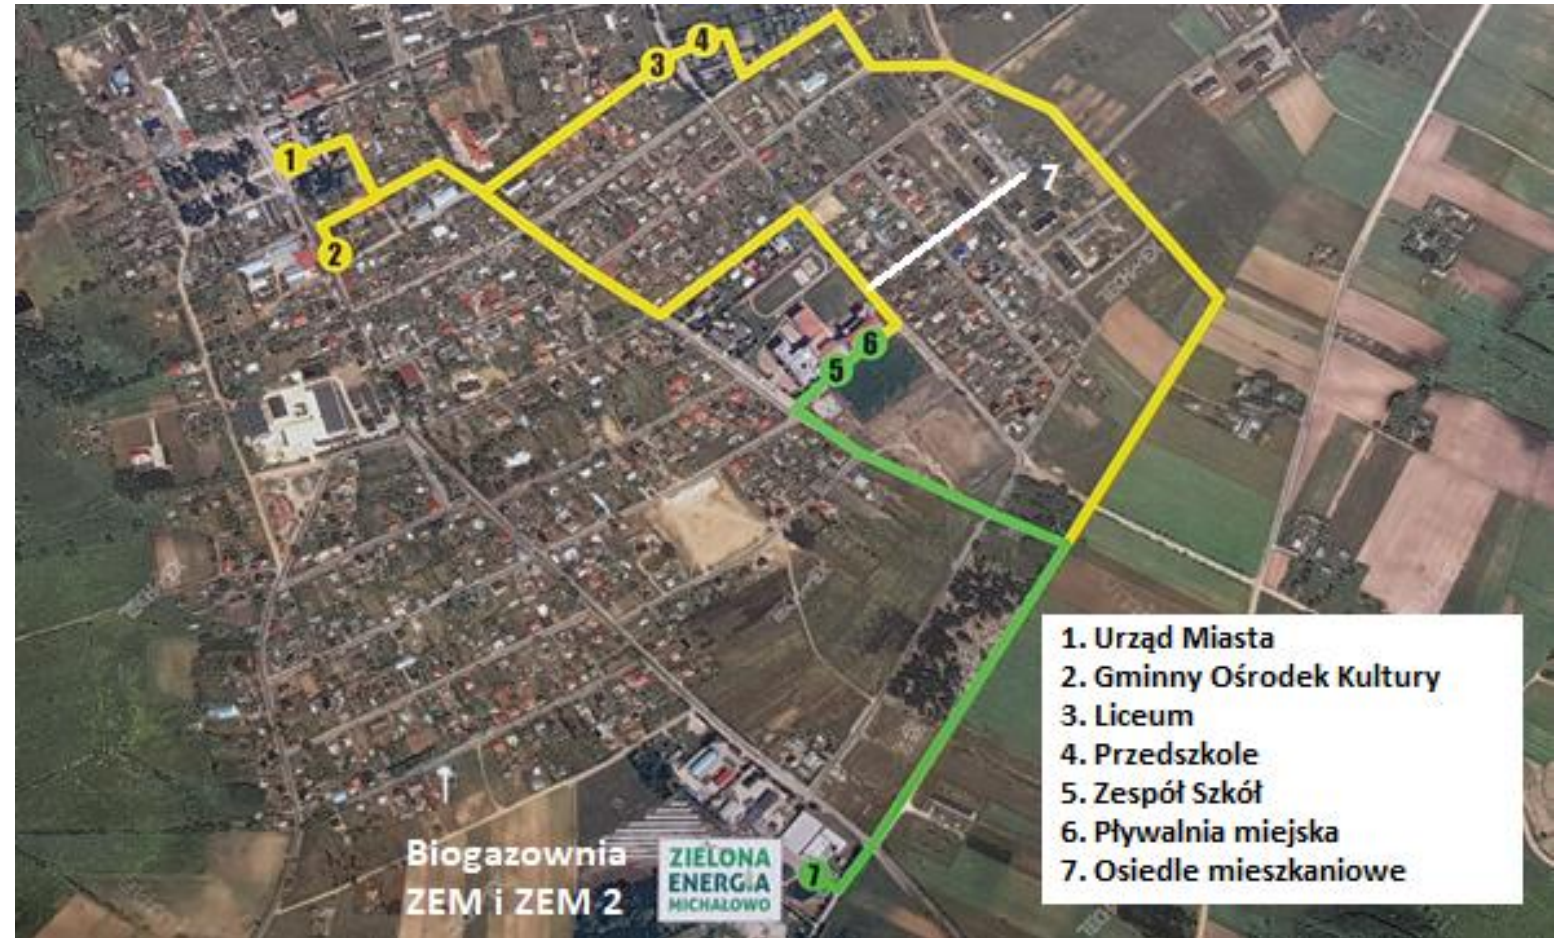 4
3
1
7
2
6
5
1. Urząd Miasta
2. Gminny Ośrodek Kultury
3. Liceum
4. Przedszkole
5. Zespół Szkół
6. Pływalnia miejska
7. Osiedle mieszkaniowe
Biogazownia
ZEM i ZEM 2
ZIELONA
ENERGIA
MICHAŁOWO
7